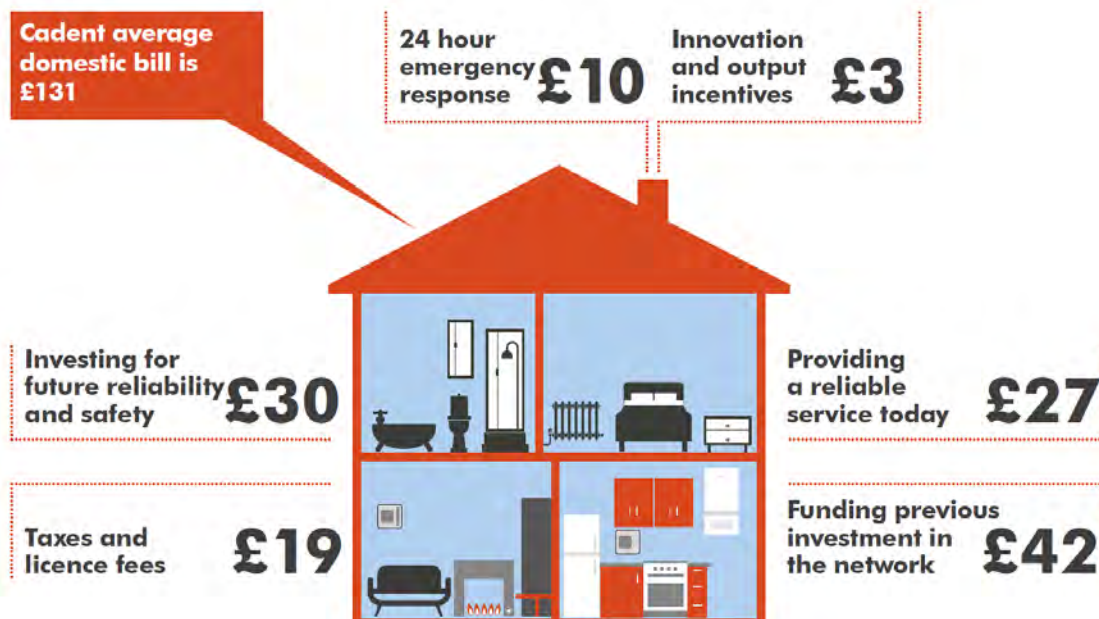 Cadent average
domestic bill is
£131
24 hour
emergency
response
£10
Innovation
and output
incentives
£3
Investing for
future reliability
and safety
£30
Providing
a reliable
service today
£27
Taxes and
licence fees
£19
Funding previous
investment in
the network
£42